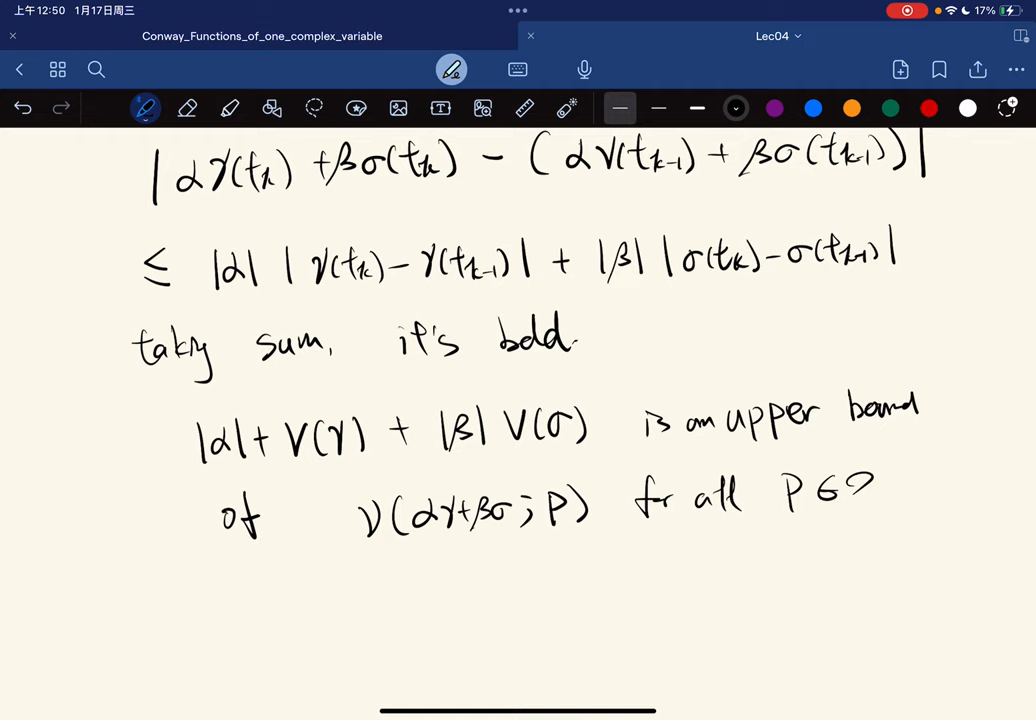 上午12:50 1月17日周三
17%
Conway_Functions_of_one_complex_variable
Lec04
|αγ(tₖ) + βσ(tₖ) − (αγ(tₖ₋₁) + βσ(tₖ₋₁))|
≤ |α| |γ(tₖ) − γ(tₖ₋₁)| + |β| |σ(tₖ) − σ(tₖ₋₁)|
taking sum, it's bdd.
|α| + V(γ) + |β| V(σ) is an upper bound
of ν(αγ+βσ; P) for all P ∈